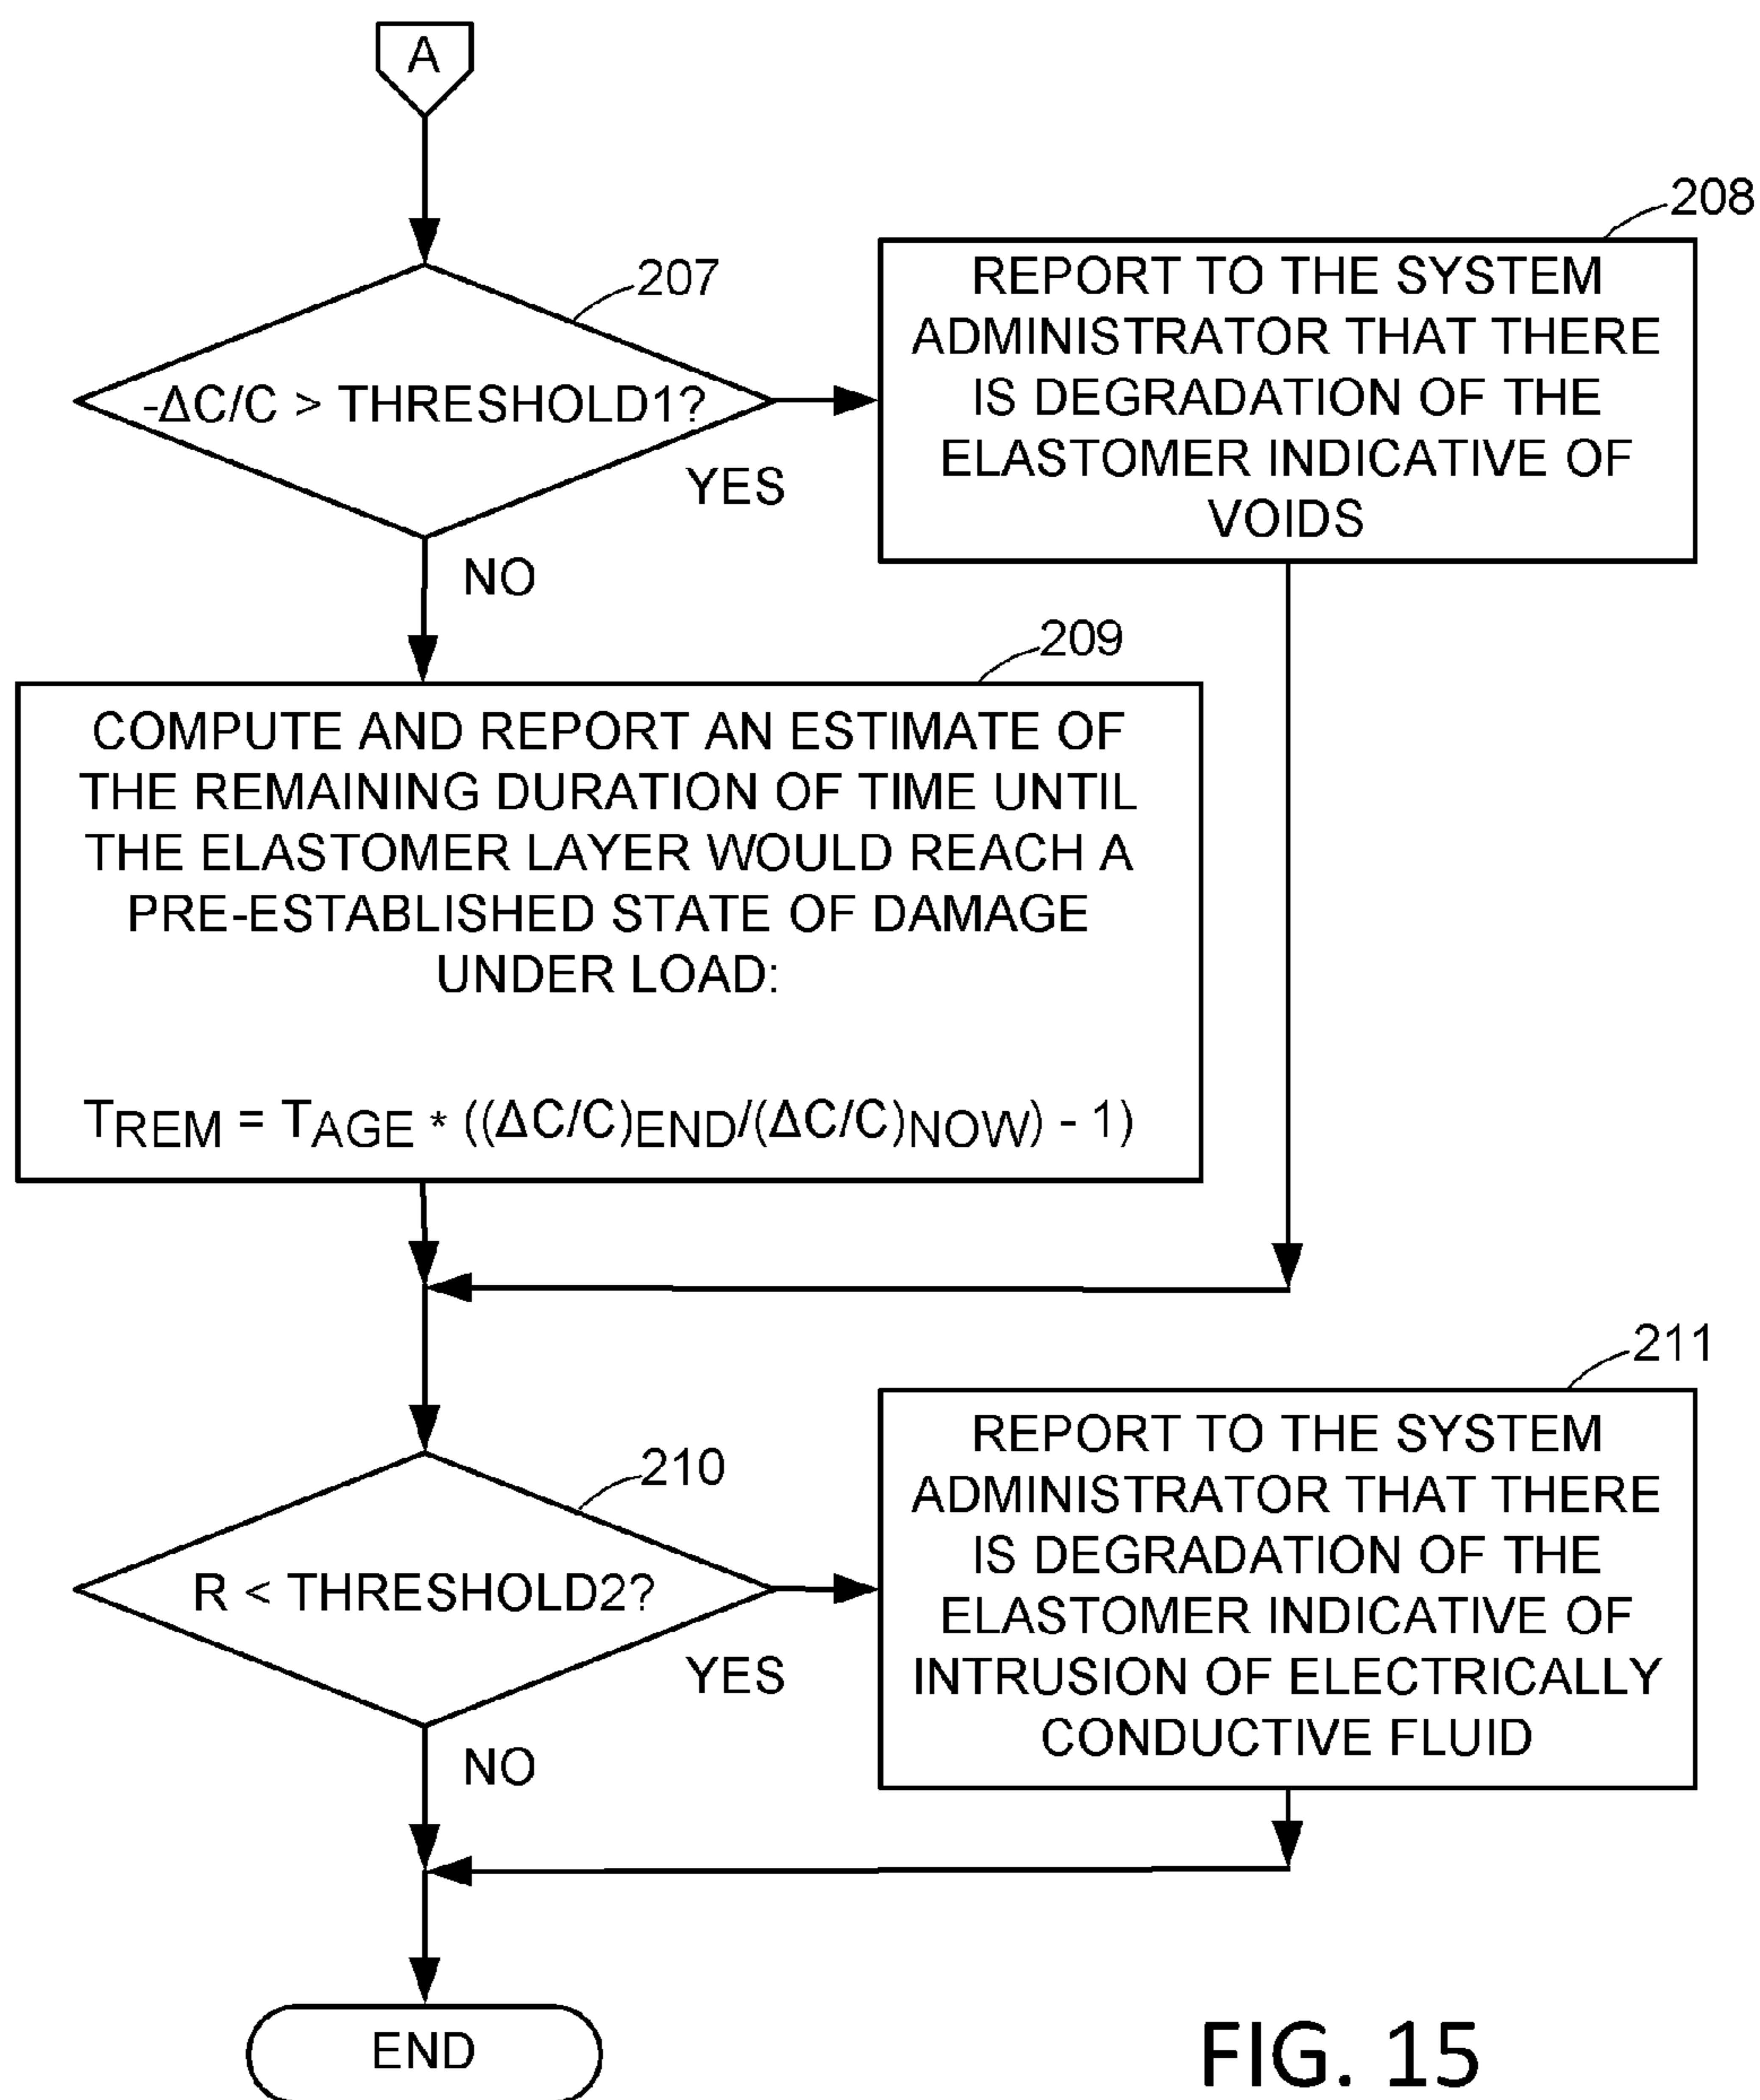 A
207
-ΔC/C > THRESHOLD1?
YES
NO
208
REPORT TO THE SYSTEM
ADMINISTRATOR THAT THERE
IS DEGRADATION OF THE
ELASTOMER INDICATIVE OF
VOIDS
209
COMPUTE AND REPORT AN ESTIMATE OF
THE REMAINING DURATION OF TIME UNTIL
THE ELASTOMER LAYER WOULD REACH A
PRE-ESTABLISHED STATE OF DAMAGE
UNDER LOAD:
TREM = TAGE * ((ΔC/C)END/(ΔC/C)NOW) - 1)
210
R < THRESHOLD2?
YES
NO
211
REPORT TO THE SYSTEM
ADMINISTRATOR THAT THERE
IS DEGRADATION OF THE
ELASTOMER INDICATIVE OF
INTRUSION OF ELECTRICALLY
CONDUCTIVE FLUID
END
FIG. 15